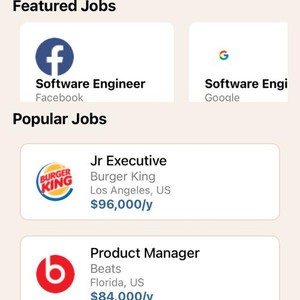 Featured Jobs
Software Engineer
Facebook
Software Engi
Google
Popular Jobs
BURGER
KING
Jr Executive
Burger King
Los Angeles, US
$96,000/y
Product Manager
Beats
Florida, US
$84,000/y